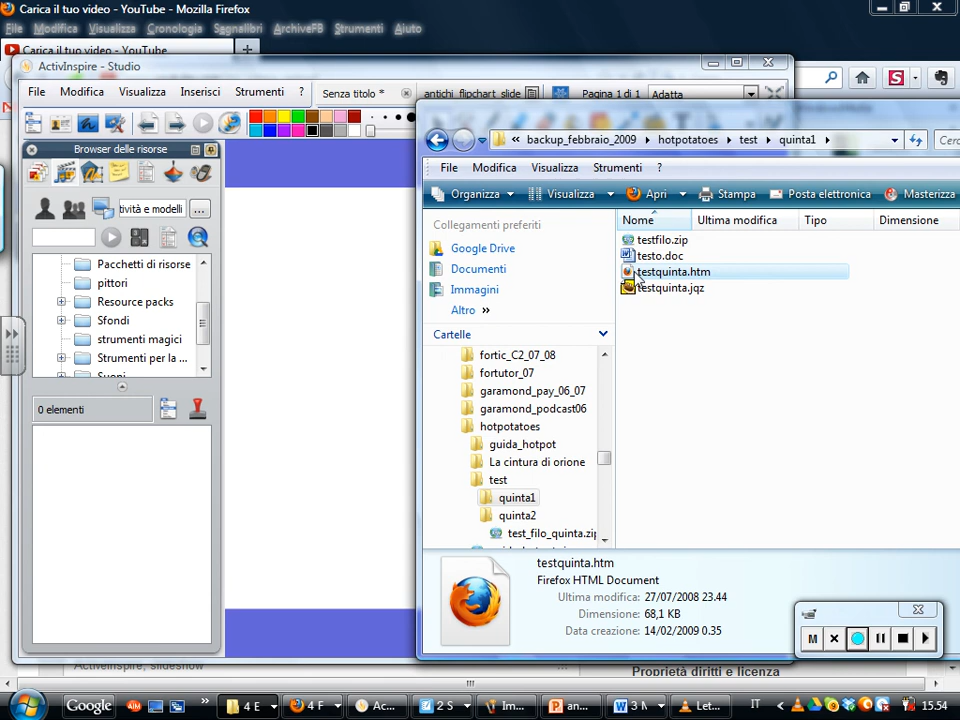 Carica il tuo video - YouTube - Mozilla Firefox
File Modifica Visualizza Cronologia Segnalibri ArchiveFB Strumenti Aiuto
Carica il tuo video - YouTube
ActivInspire - Studio
File Modifica Visualizza Inserisci Strumenti ?
Senza titolo *
antichi_flipchart_slide
Pagina 1 di 1
Adatta
Browser delle risorse
tività e modelli
...
Pacchetti di risorse
pittori
Resource packs
Sfondi
strumenti magici
Strumenti per la ...
Suoni
0 elementi
« backup_febbraio_2009 hotpotatoes test quinta1
Cerc
File Modifica Visualizza Strumenti ?
Organizza Visualizza Apri Stampa Posta elettronica Masterizza
Collegamenti preferiti
Google Drive
Documenti
Immagini
Altro »
Cartelle
fortic_C2_07_08
fortutor_07
garamond_pay_06_07
garamond_podcast06
hotpotatoes
guida_hotpot
La cintura di orione
test
quinta1
quinta2
test_filo_quinta.zip
Nome Ultima modifica Tipo Dimensione
testfilo.zip
testo.doc
testquinta.htm
testquinta.jqz
testquinta.htm
Firefox HTML Document
Ultima modifica: 27/07/2008 23.44
Dimensione: 68,1 KB
Data creazione: 14/02/2009 0.35
M
ActivInspire, slideshow
Proprietà diritti e licenza
Google
4 E
4 F
Ac...
2 S
Im...
an...
3 M
Let...
IT
15.54